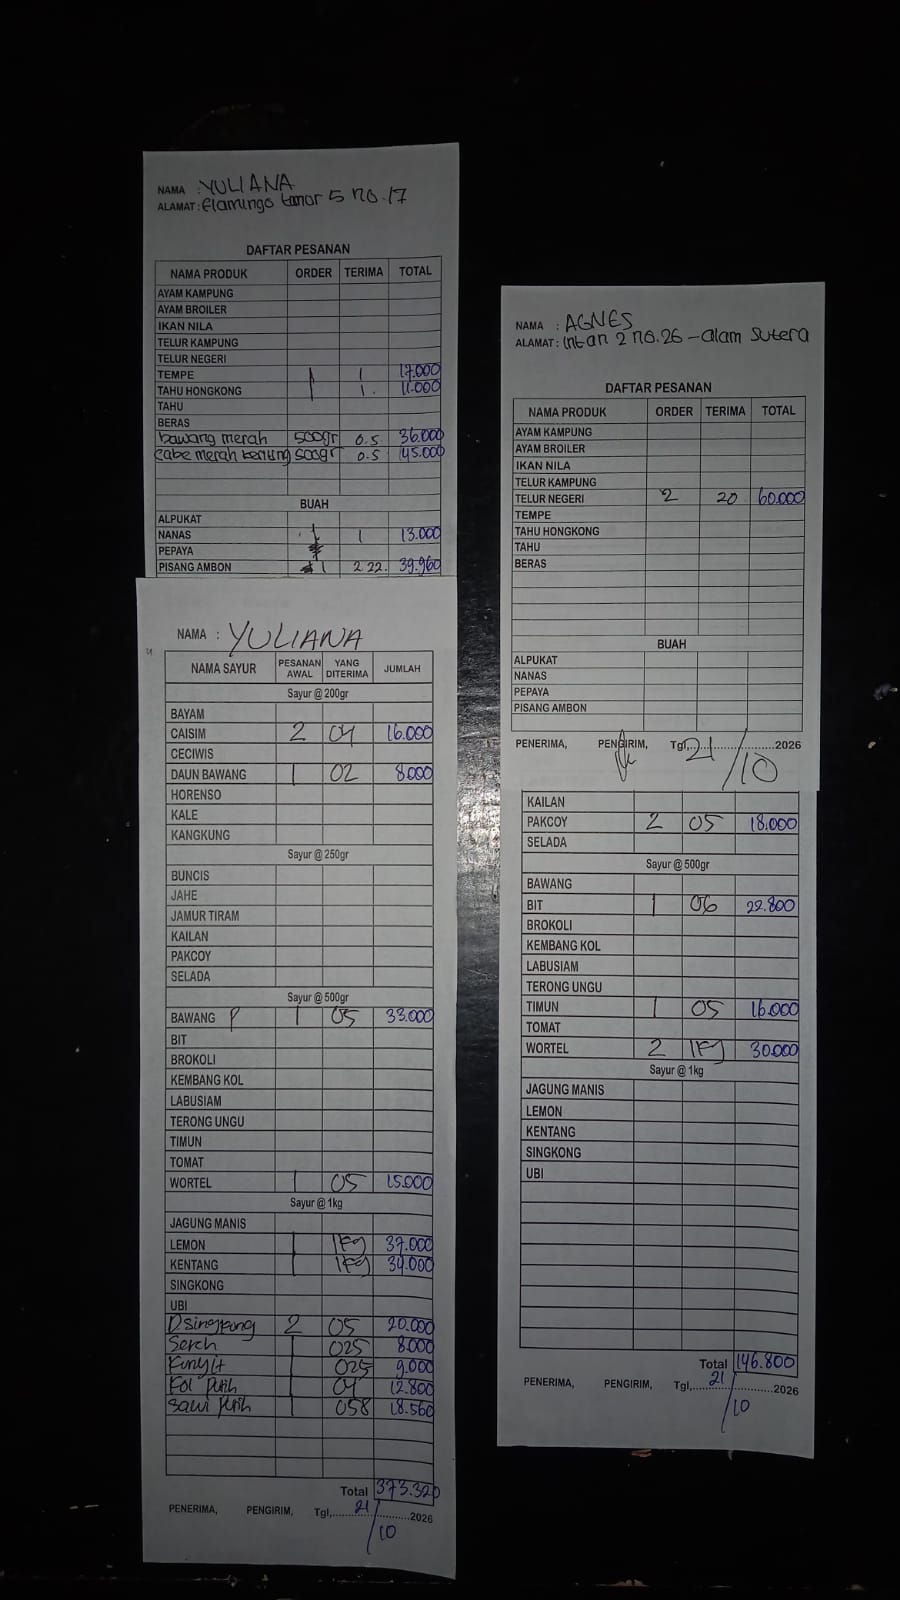 NAMA : YULIANA
ALAMAT : Flamingo timor 5 no.17
DAFTAR PESANAN
NAMA PRODUK ORDER TERIMA TOTAL
AYAM KAMPUNG
AYAM BROILER
IKAN NILA
TELUR KAMPUNG
TELUR NEGERI
TEMPE 1 1 17.000
TAHU HONGKONG 1 1. 11.000
TAHU
BERAS
bawang merah 500gr 0.5 36.000
cabe merah keriting 500gr 0.5 45.000
BUAH
ALPUKAT
NANAS 1 1 13.000
PEPAYA
PISANG AMBON 1 2.22. 39.960
NAMA : YULIANA
NAMA SAYUR PESANAN AWAL YANG DITERIMA JUMLAH
Sayur @ 200gr
BAYAM
CAISIM 2 04 16.000
CECIWIS
DAUN BAWANG 1 02 8.000
HORENSO
KALE
KANGKUNG
Sayur @ 250gr
BUNCIS
JAHE
JAMUR TIRAM
KAILAN
PAKCOY
SELADA
Sayur @ 500gr
BAWANG P 1 05 33.000
BIT
BROKOLI
KEMBANG KOL
LABUSIAM
TERONG UNGU
TIMUN
TOMAT
WORTEL 1 05 15.000
Sayur @ 1kg
JAGUNG MANIS
LEMON 1 1Kg 37.000
KENTANG 1 1Kg 34.000
SINGKONG
UBI
D singkong 2 05 20.000
Sereh 1 025 8.000
Kunyit 1 025 9.000
Kol putih 1 04 12.800
Sawi putih 1 058 18.560
Total 373.320
PENERIMA, PENGIRIM, Tgl, 21/10 2026
NAMA : AGNES
ALAMAT : intan 2 no.26 - alam sutera
DAFTAR PESANAN
NAMA PRODUK ORDER TERIMA TOTAL
AYAM KAMPUNG
AYAM BROILER
IKAN NILA
TELUR KAMPUNG
TELUR NEGERI 2 20 60.000
TEMPE
TAHU HONGKONG
TAHU
BERAS
BUAH
ALPUKAT
NANAS
PEPAYA
PISANG AMBON
PENERIMA, PENGIRIM, Tgl, 21/10 2026
KAILAN
PAKCOY 2 05 18.000
SELADA
Sayur @ 500gr
BAWANG
BIT 1 06 22.800
BROKOLI
KEMBANG KOL
LABUSIAM
TERONG UNGU
TIMUN 1 05 16.000
TOMAT
WORTEL 2 1Kg 30.000
Sayur @ 1kg
JAGUNG MANIS
LEMON
KENTANG
SINGKONG
UBI
Total 146.800
PENERIMA, PENGIRIM, Tgl, 21/10 2026